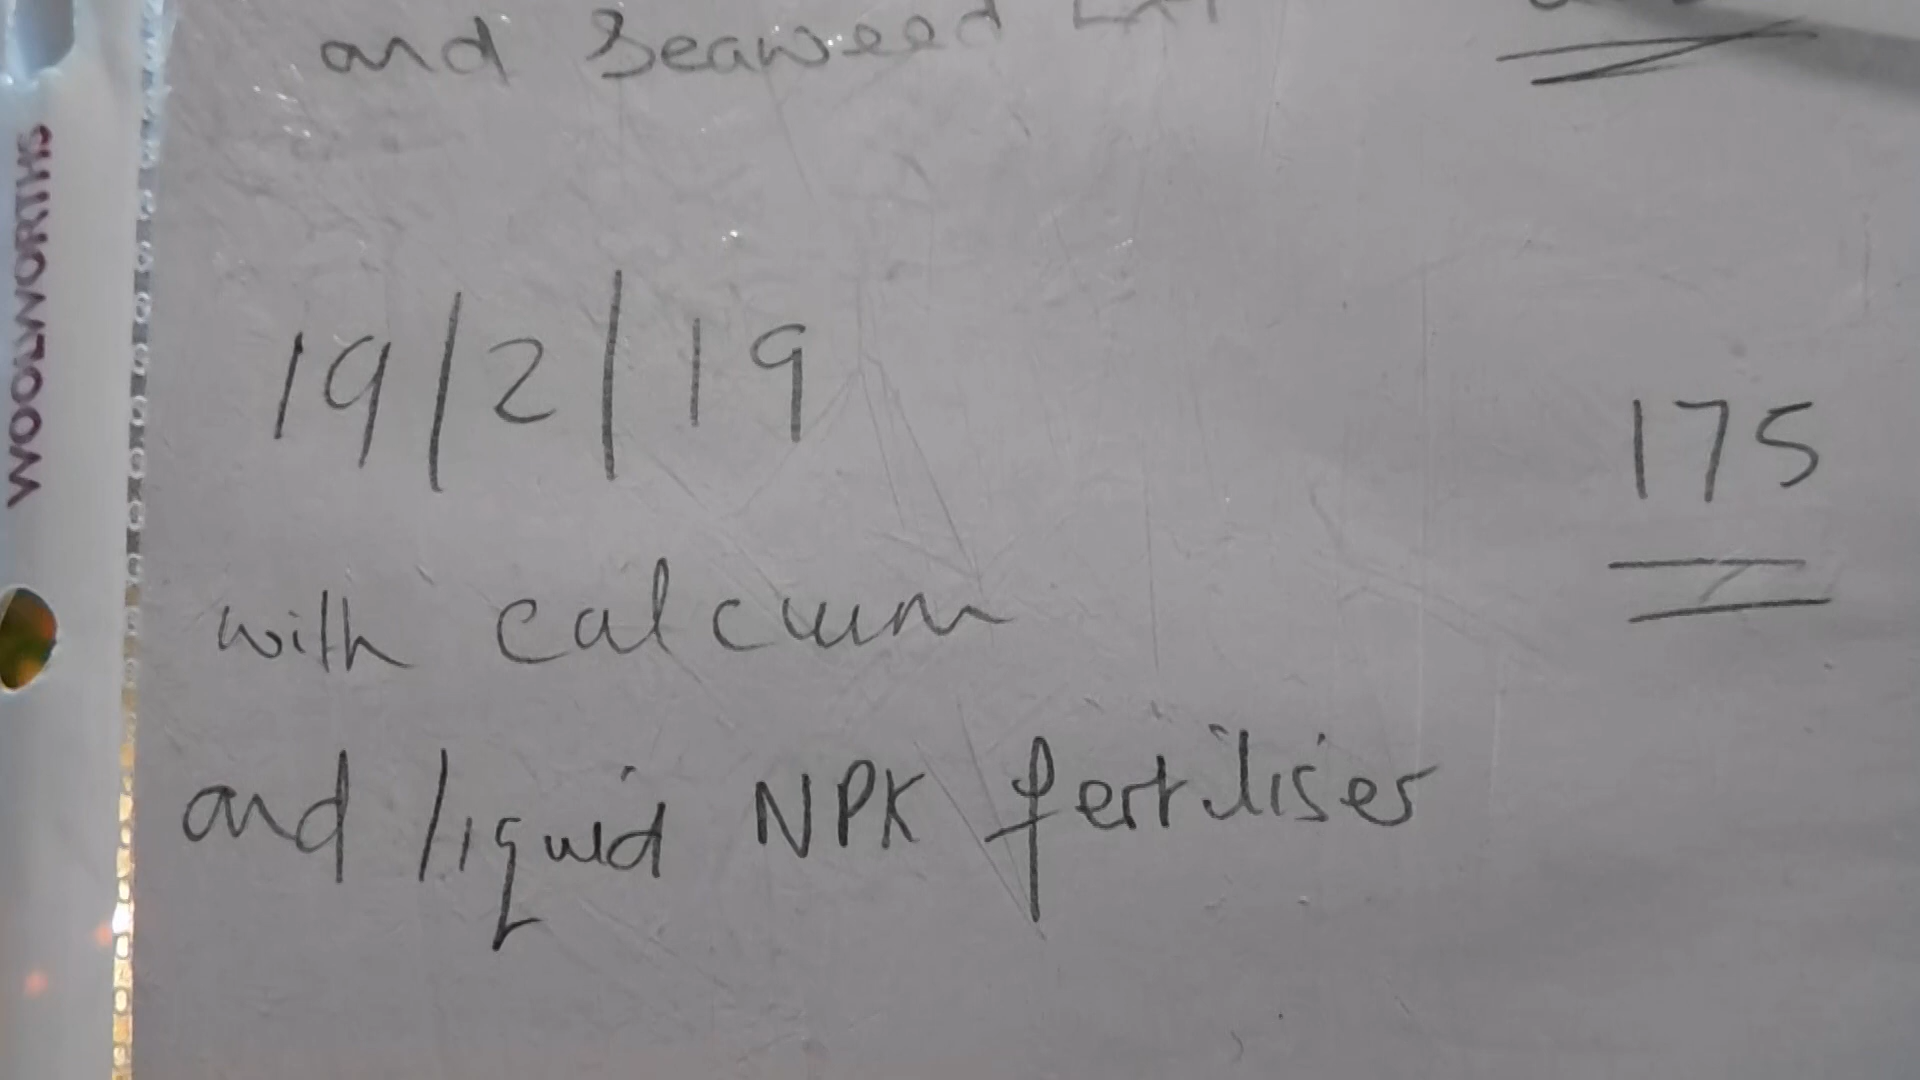 and Seaweed
19/2/19
175
with calcium
and liquid NPK fertiliser
WOOLWORTHS